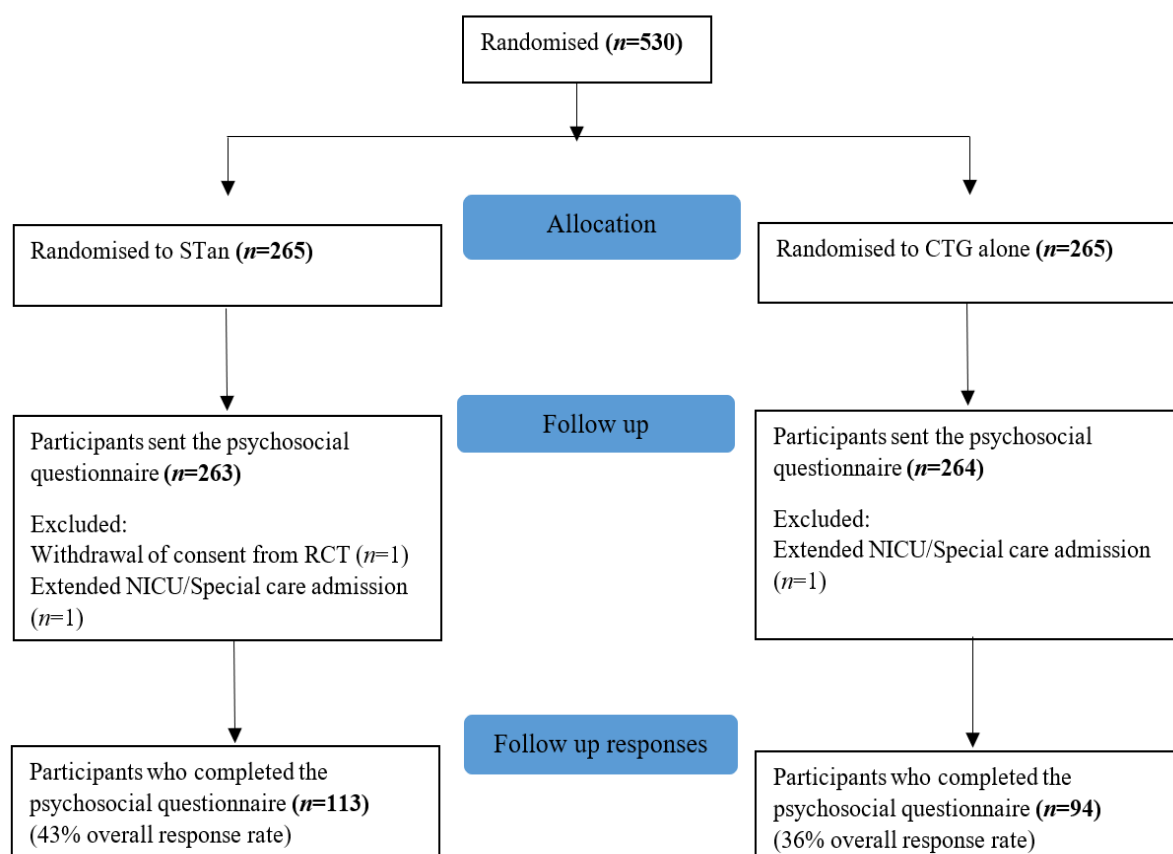 Randomised (n=530)
Allocation
Randomised to STan (n=265)
Randomised to CTG alone (n=265)
Follow up
Participants sent the psychosocial
questionnaire (n=263)
Excluded:
Withdrawal of consent from RCT (n=1)
Extended NICU/Special care admission
(n=1)
Participants sent the psychosocial
questionnaire (n=264)
Excluded:
Extended NICU/Special care admission
(n=1)
Follow up responses
Participants who completed the
psychosocial questionnaire (n=113)
(43% overall response rate)
Participants who completed the
psychosocial questionnaire (n=94)
(36% overall response rate)